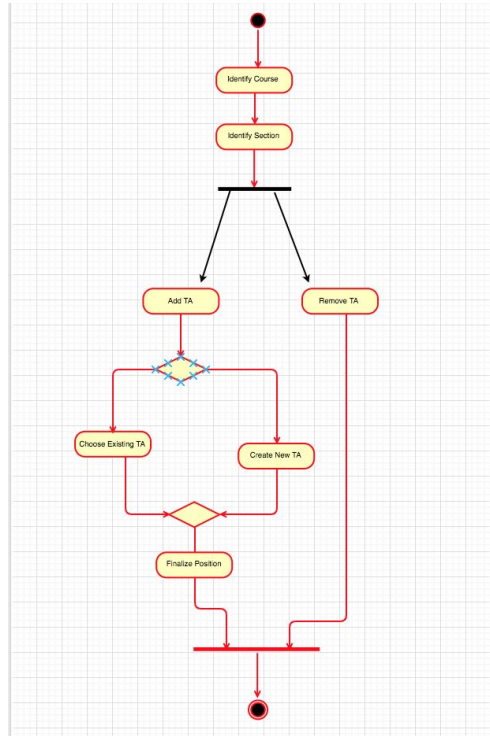 Identify Course
Identify Section
Add TA
Remove TA
Choose Existing TA
Create New TA
Finalize Position